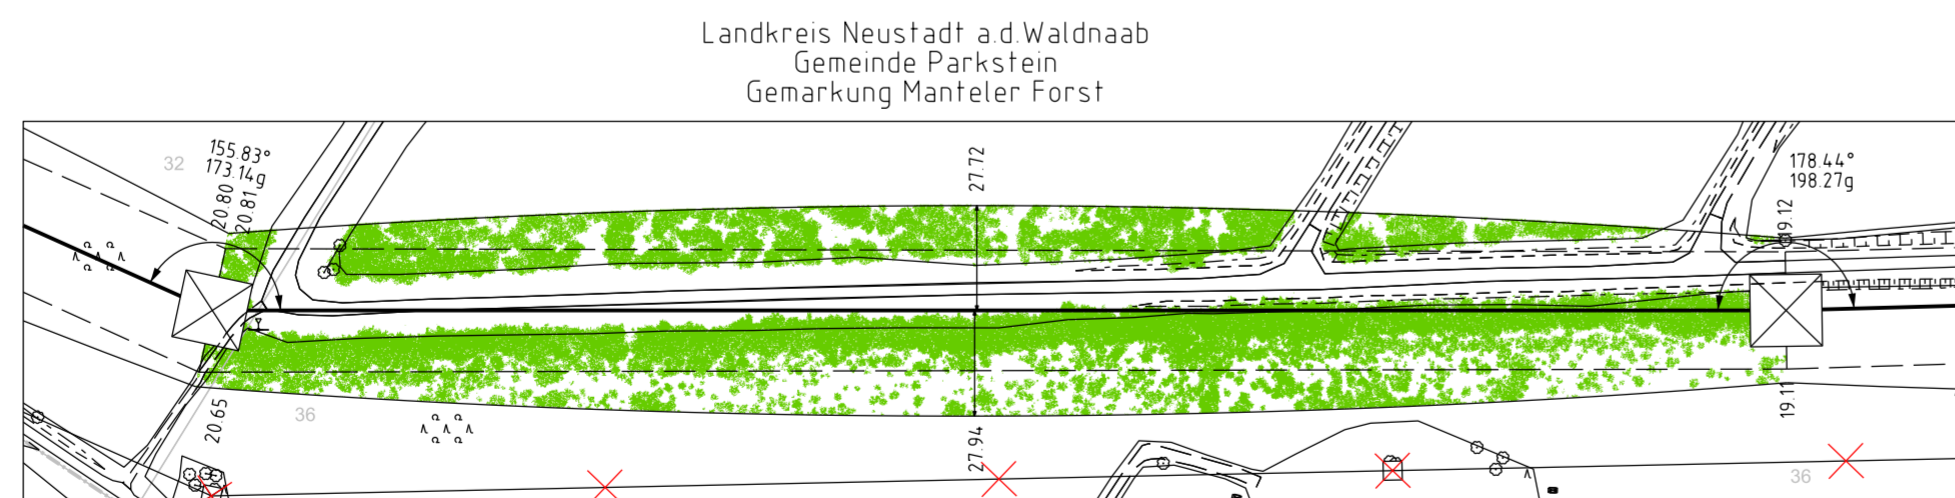 Landkreis Neustadt a.d.Waldnaab
Gemeinde Parkstein
Gemarkung Manteler Forst
32
155.83°
173.14g
20.80
20.81
27.72
178.44°
198.27g
19.12
20.65
36
27.94
19.11
36